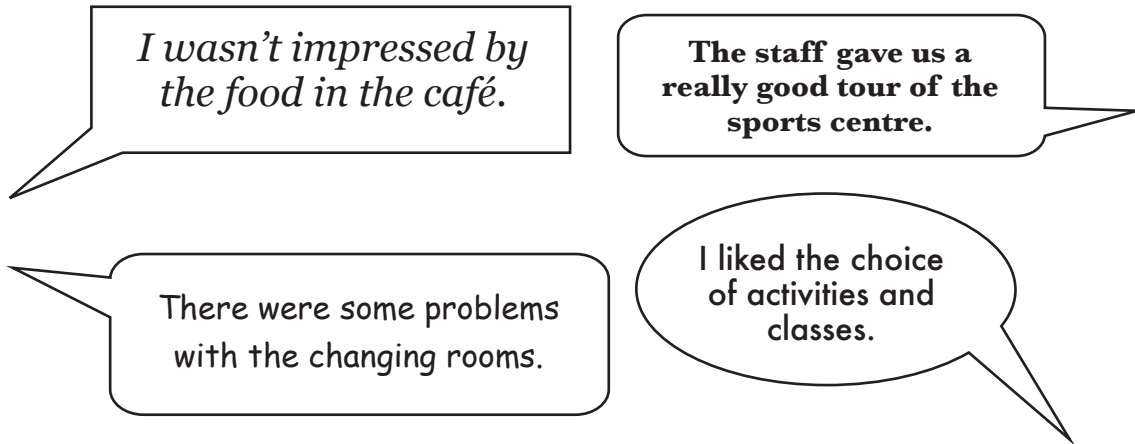 I wasn't impressed by
the food in the café.
The staff gave us a
really good tour of the
sports centre.
There were some problems
with the changing rooms.
I liked the choice
of activities and
classes.